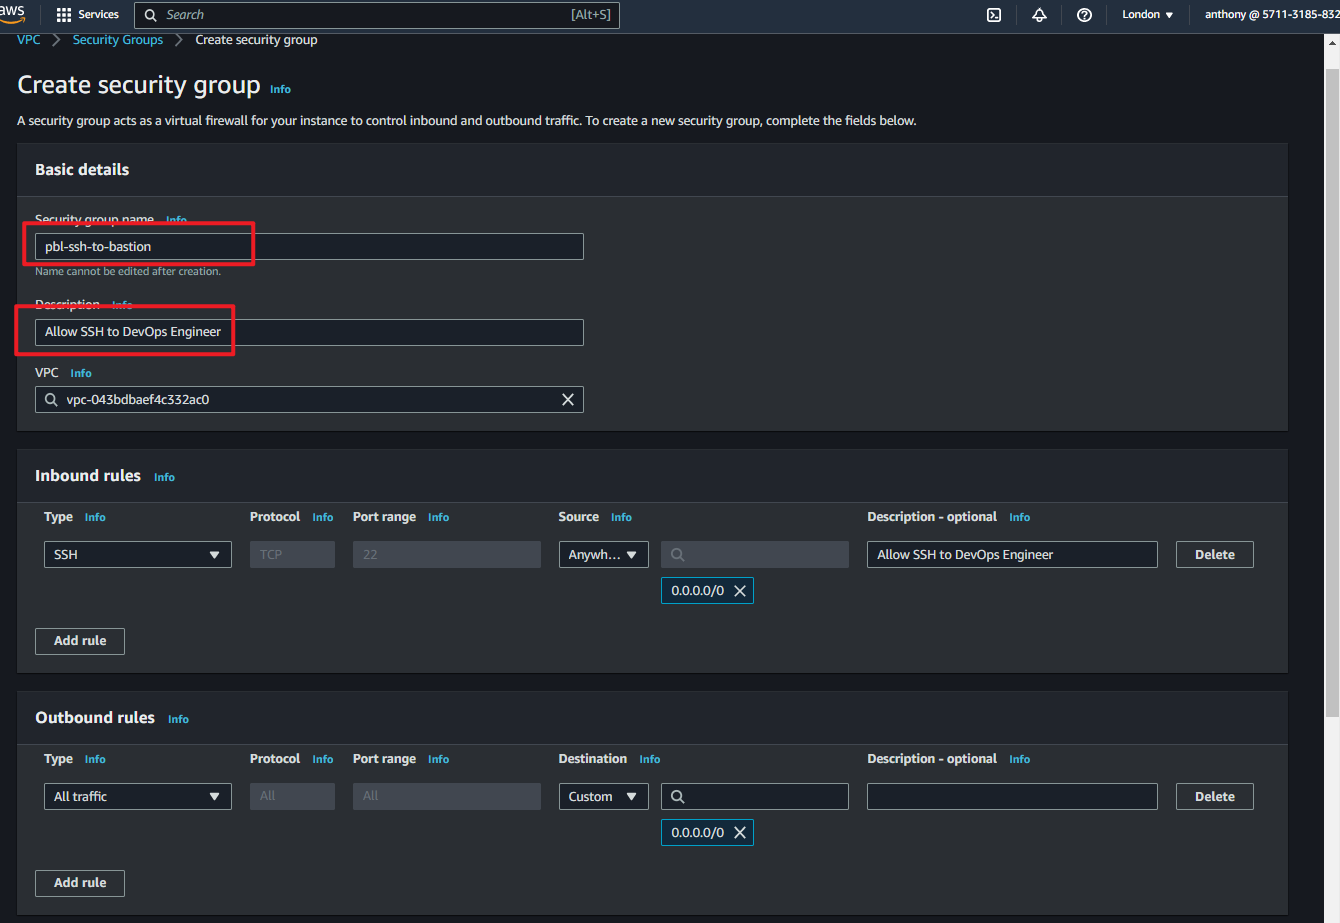 aws Services Search [Alt+S] London anthony @ 5711-3185-832
VPC Security Groups Create security group
Create security group Info
A security group acts as a virtual firewall for your instance to control inbound and outbound traffic. To create a new security group, complete the fields below.
Basic details
Security group name Info
pbl-ssh-to-bastion
Name cannot be edited after creation.
Description Info
Allow SSH to DevOps Engineer
VPC Info
vpc-043bdbaef4c332ac0
Inbound rules Info
Type Info Protocol Info Port range Info Source Info Description - optional Info
SSH TCP 22 Anywh... Allow SSH to DevOps Engineer Delete
0.0.0.0/0
Add rule
Outbound rules Info
Type Info Protocol Info Port range Info Destination Info Description - optional Info
All traffic All All Custom Delete
0.0.0.0/0
Add rule